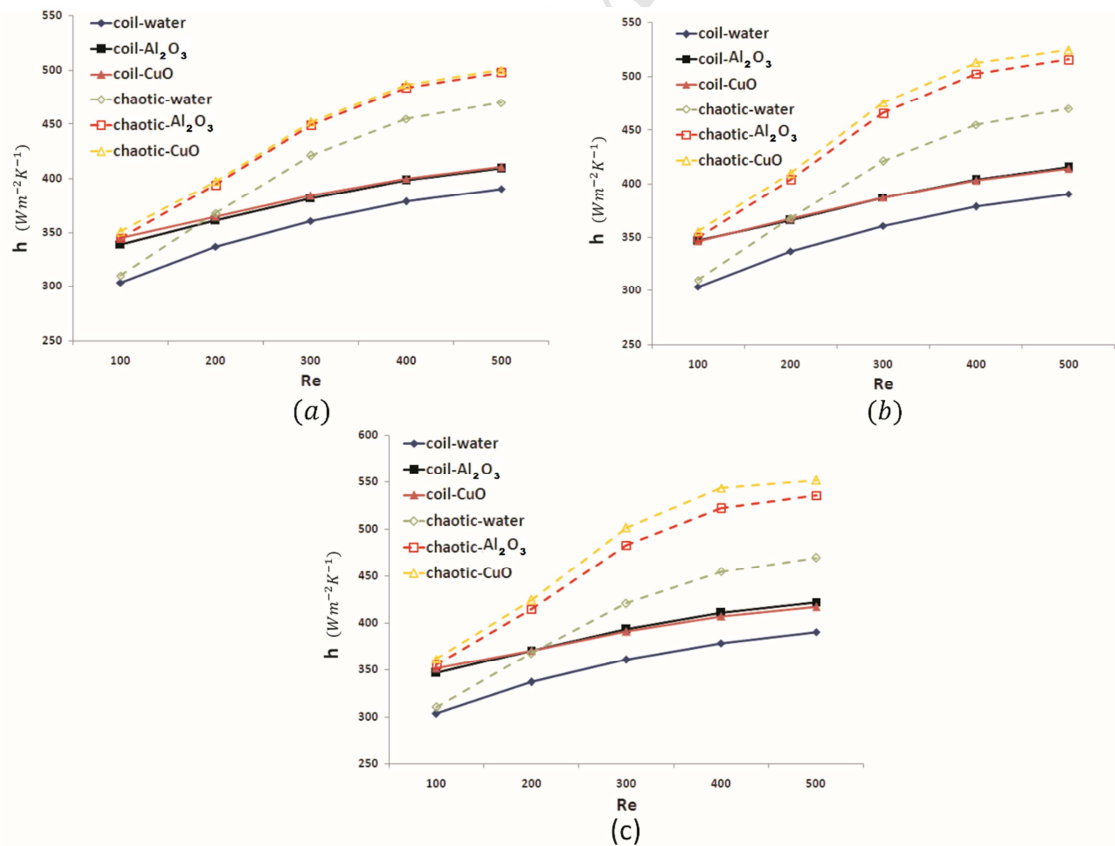 550
500
450
400
350
300
250
h (Wm⁻²K⁻¹)
coil-water
coil-Al₂O₃
coil-CuO
chaotic-water
chaotic-Al₂O₃
chaotic-CuO
100 200 300 400 500
Re
(a)
550
500
450
400
350
300
250
h (Wm⁻²K⁻¹)
coil-water
coil-Al₂O₃
coil-CuO
chaotic-water
chaotic-Al₂O₃
chaotic-CuO
100 200 300 400 500
Re
(b)
600
550
500
450
400
350
300
250
h (Wm⁻²K⁻¹)
coil-water
coil-Al₂O₃
coil-CuO
chaotic-water
chaotic-Al₂O₃
chaotic-CuO
100 200 300 400 500
Re
(c)